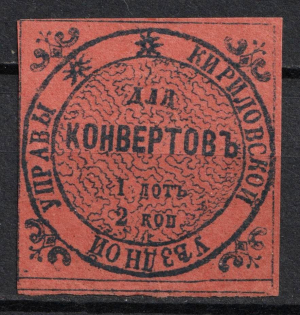 КИРИЛОВСКОЙ УѢЗДНОЙ УПРАВЫ
ДЛЯ
КОНВЕРТОВЪ
1 ЛОТЪ
2 КОП